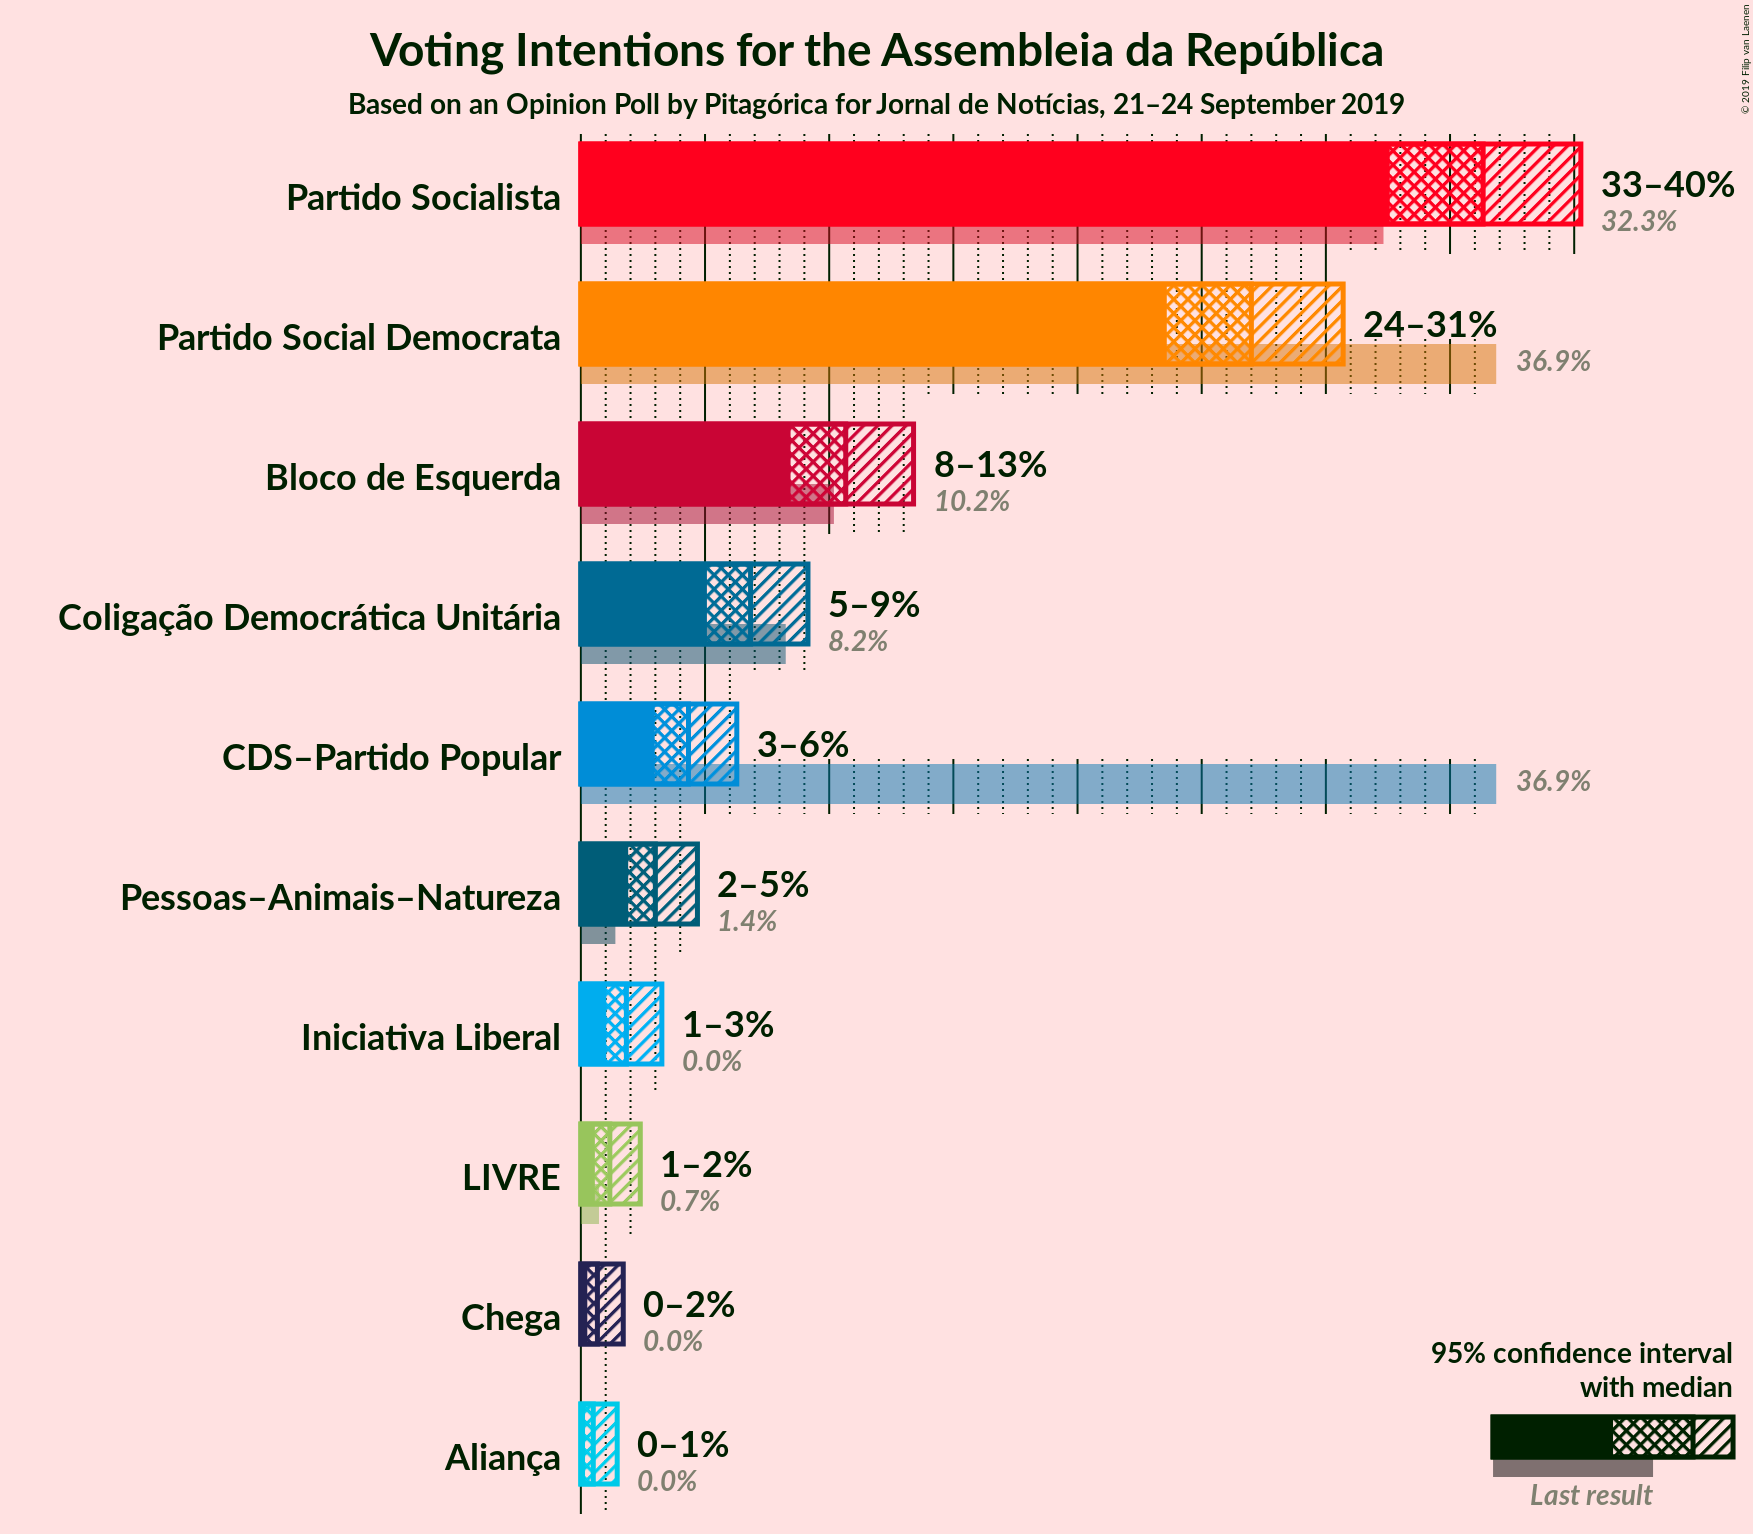 Voting Intentions for the Assembleia da República
Based on an Opinion Poll by Pitagórica for Jornal de Notícias, 21–24 September 2019
© 2019 Filip van Laenen
Partido Socialista
33–40%
32.3%
Partido Social Democrata
24–31%
36.9%
Bloco de Esquerda
8–13%
10.2%
Coligação Democrática Unitária
5–9%
8.2%
CDS–Partido Popular
3–6%
36.9%
Pessoas–Animais–Natureza
2–5%
1.4%
Iniciativa Liberal
1–3%
0.0%
LIVRE
1–2%
0.7%
Chega
0–2%
0.0%
Aliança
0–1%
0.0%
95% confidence interval
with median
Last result